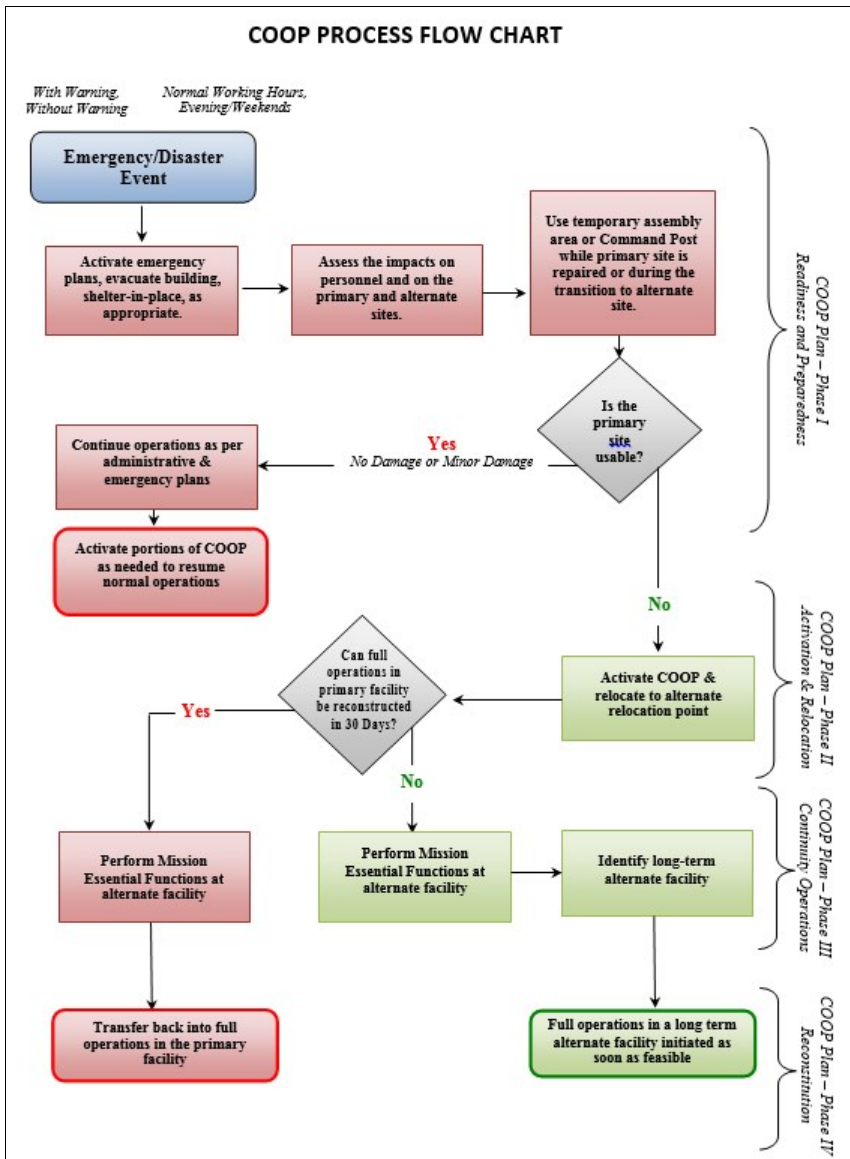 COOP PROCESS FLOW CHART
With Warning,
Without Warning
Normal Working Hours,
Evening/Weekends
Emergency/Disaster
Event
Activate emergency
plans, evacuate building,
shelter-in-place, as
appropriate.
Assess the impacts on
personnel and on the
primary and alternate
sites.
Use temporary assembly
area or Command Post
while primary site is
repaired or during the
transition to alternate
site.
COOP Plan – Phase I
Readiness and Preparedness
Is the
primary
site
usable?
Yes
No Damage or Minor Damage
Continue operations as per
administrative &
emergency plans
Activate portions of COOP
as needed to resume
normal operations
No
Activate COOP &
relocate to alternate
relocation point
COOP Plan – Phase II
Activation & Relocation
Can full
operations in
primary facility
be reconstructed
in 30 Days?
Yes
No
Perform Mission
Essential Functions at
alternate facility
Perform Mission
Essential Functions at
alternate facility
Identify long-term
alternate facility
COOP Plan – Phase III
Continuity Operations
Transfer back into full
operations in the primary
facility
Full operations in a long term
alternate facility initiated as
soon as feasible
COOP Plan – Phase IV
Reconstitution